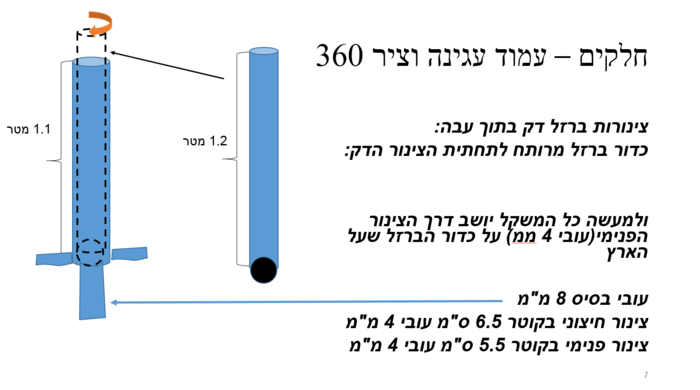 חלקים – עמוד עגינה וציר 360
צינורות ברזל דק בתוך עבה:
כדור ברזל מרותח לתחתית הצינור הדק:
1.1 מטר
1.2 מטר
ולמעשה כל המשקל יושב דרך הצינור
הפנימי(עובי 4 ממ) על כדור הברזל שעל
הארץ
עובי בסיס 8 מ"מ
צינור חיצוני בקוטר 6.5 ס"מ עובי 4 מ"מ
צינור פנימי בקוטר 5.5 ס"מ עובי 4 מ"מ
7